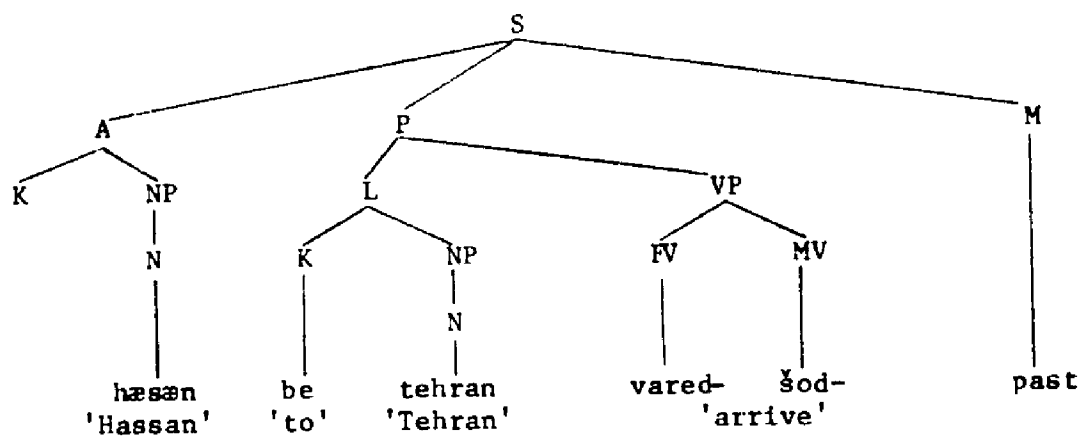 S
A P M
K NP L VP
N K NP FV MV
N
hæsæn be tehran vared- šod- past
'Hassan' 'to' 'Tehran' 'arrive'